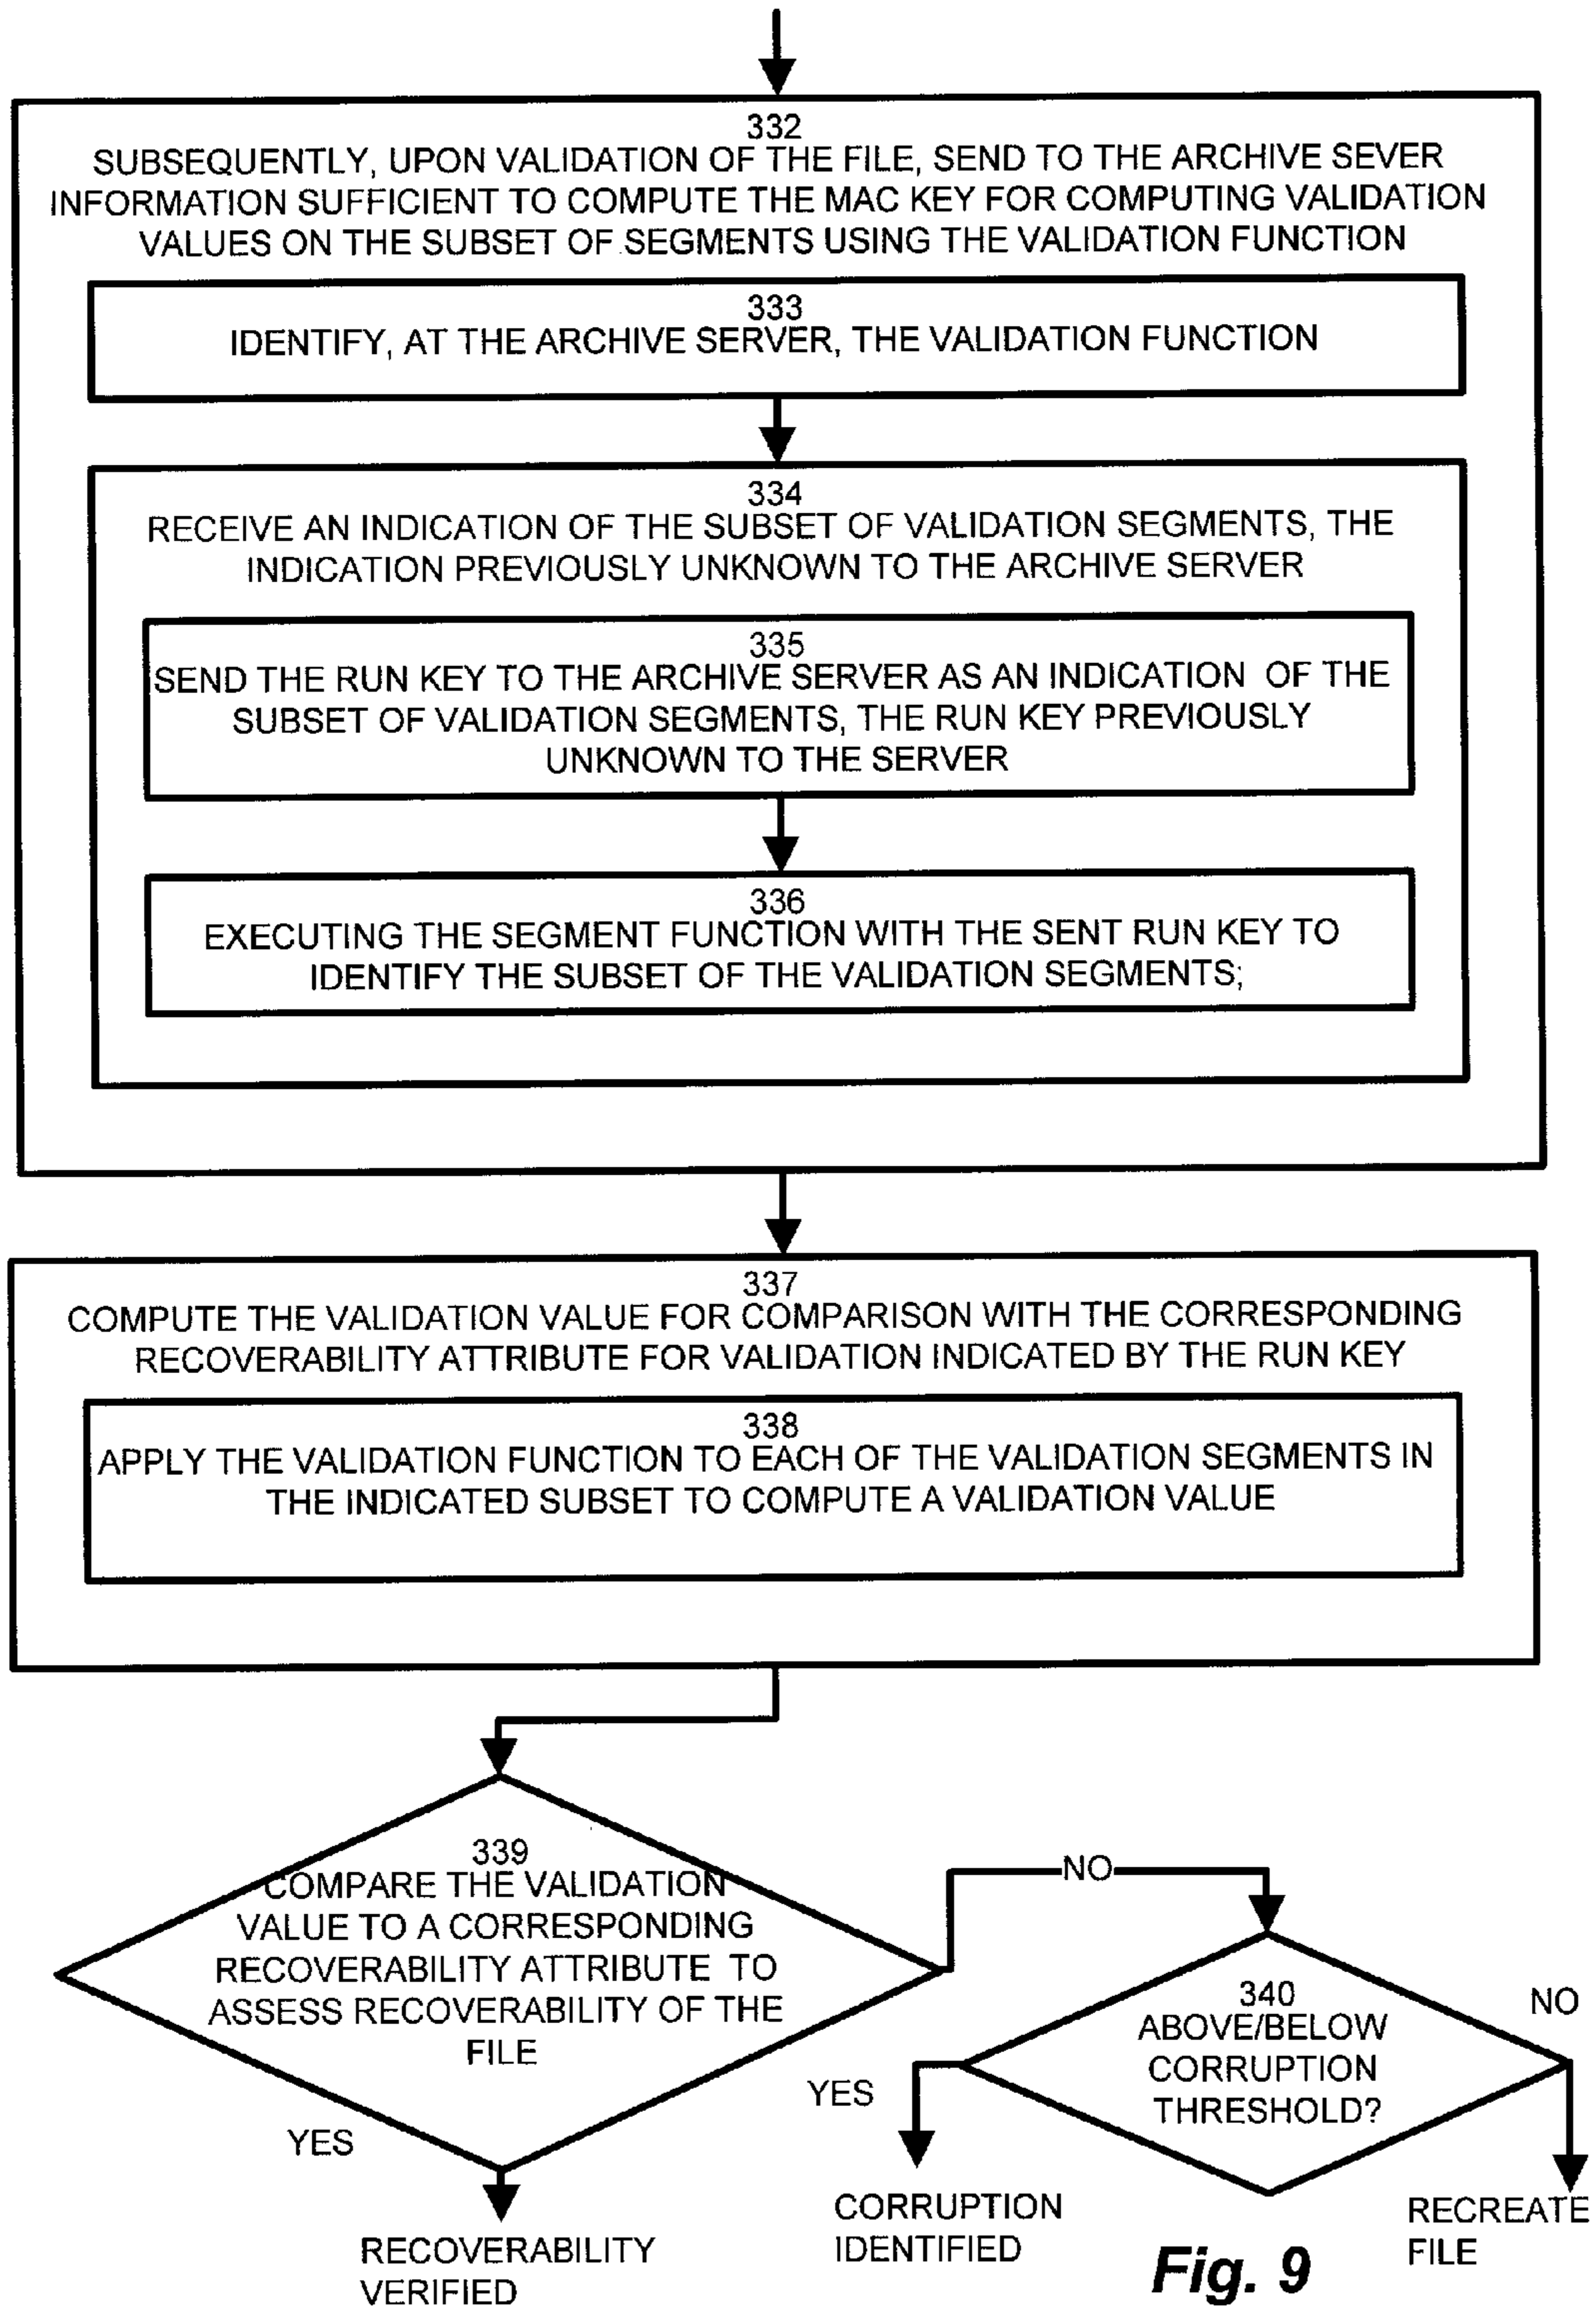 332
SUBSEQUENTLY, UPON VALIDATION OF THE FILE, SEND TO THE ARCHIVE SEVER
INFORMATION SUFFICIENT TO COMPUTE THE MAC KEY FOR COMPUTING VALIDATION
VALUES ON THE SUBSET OF SEGMENTS USING THE VALIDATION FUNCTION
333
IDENTIFY, AT THE ARCHIVE SERVER, THE VALIDATION FUNCTION
334
RECEIVE AN INDICATION OF THE SUBSET OF VALIDATION SEGMENTS, THE
INDICATION PREVIOUSLY UNKNOWN TO THE ARCHIVE SERVER
335
SEND THE RUN KEY TO THE ARCHIVE SERVER AS AN INDICATION OF THE
SUBSET OF VALIDATION SEGMENTS, THE RUN KEY PREVIOUSLY
UNKNOWN TO THE SERVER
336
EXECUTING THE SEGMENT FUNCTION WITH THE SENT RUN KEY TO
IDENTIFY THE SUBSET OF THE VALIDATION SEGMENTS;
337
COMPUTE THE VALIDATION VALUE FOR COMPARISON WITH THE CORRESPONDING
RECOVERABILITY ATTRIBUTE FOR VALIDATION INDICATED BY THE RUN KEY
338
APPLY THE VALIDATION FUNCTION TO EACH OF THE VALIDATION SEGMENTS IN
THE INDICATED SUBSET TO COMPUTE A VALIDATION VALUE
339
COMPARE THE VALIDATION
VALUE TO A CORRESPONDING
RECOVERABILITY ATTRIBUTE TO
ASSESS RECOVERABILITY OF THE
FILE
NO
340
ABOVE/BELOW
CORRUPTION
THRESHOLD?
NO
YES
YES
RECOVERABILITY
VERIFIED
CORRUPTION
IDENTIFIED
RECREATE
FILE
Fig. 9